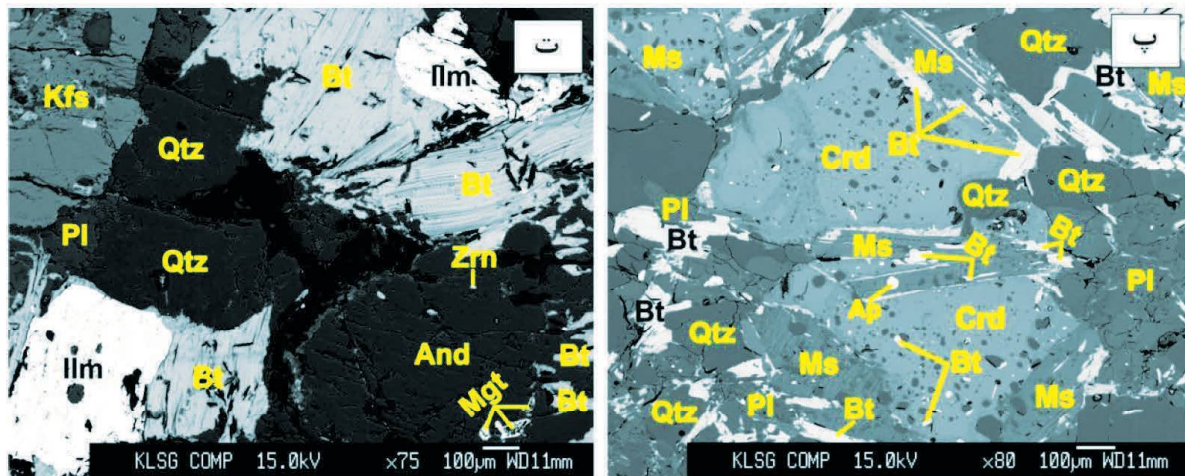 ت
Bt
Ilm
Kfs
Qtz
Bt
Pl
Qtz
Zrn
And
Ilm
Bt
Bt
Mgt
Bt
KLSG COMP 15.0kV ×75 100µm WD11mm
پ
Ms
Ms
Qtz
Bt
Ms
Bt
Crd
Qtz
Qtz
Pl
Bt
Ms
Bt
Bt
Pl
Bt
Ap
Crd
Qtz
Ms
Bt
Ms
Qtz
Pl
Bt
KLSG COMP 15.0kV ×80 100µm WD11mm